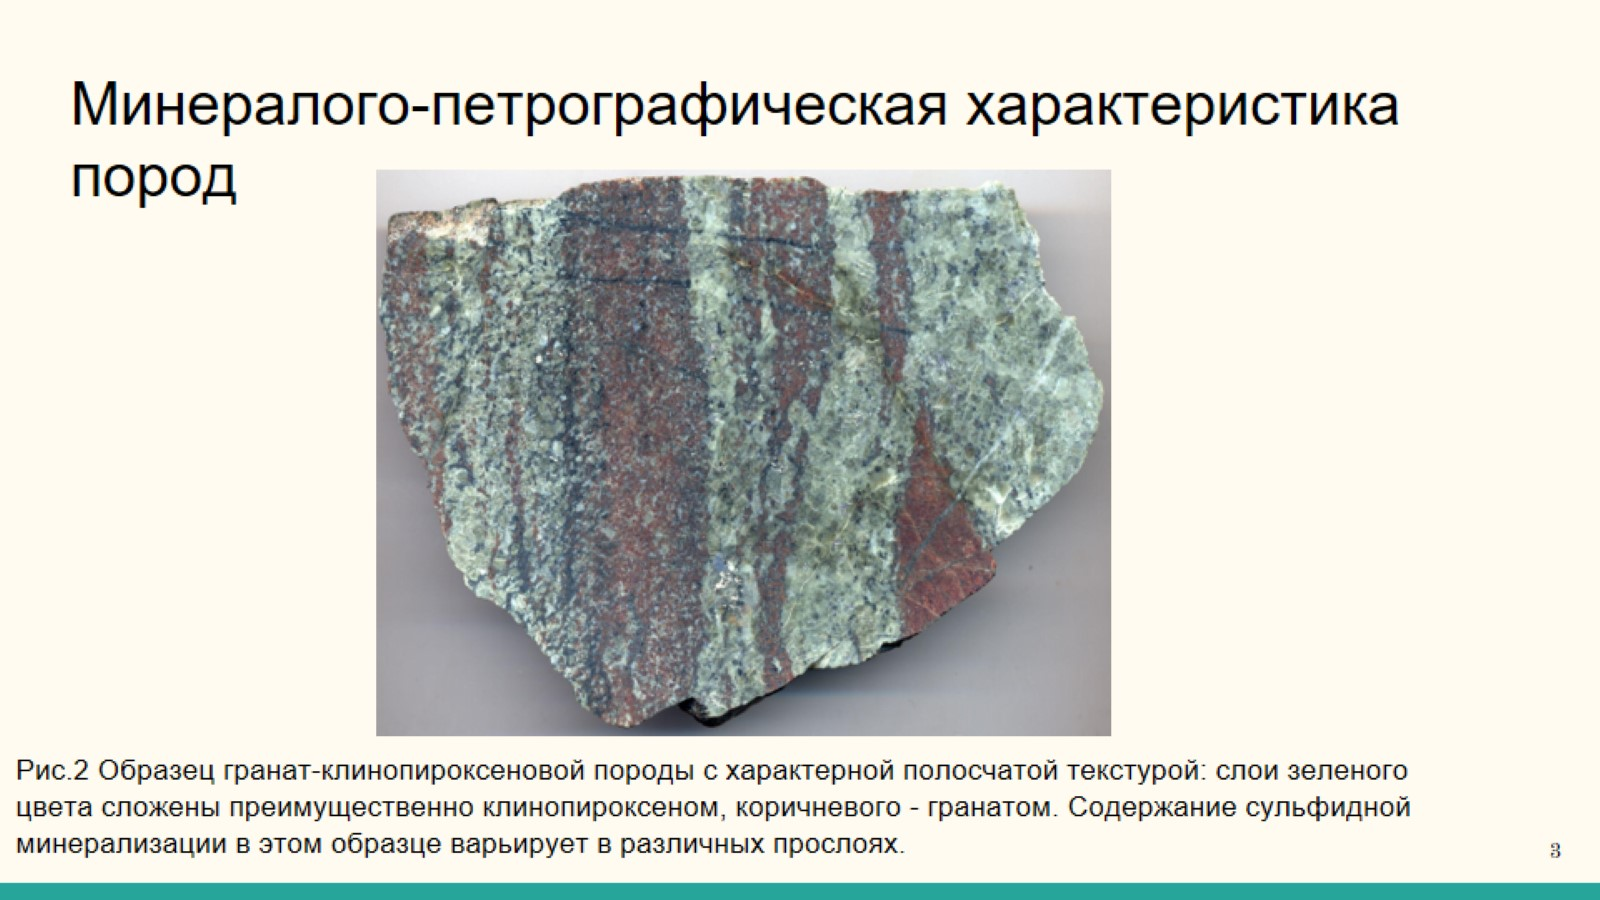 Минералого-петрографическая характеристика
пород
Рис.2 Образец гранат-клинопироксеновой породы с характерной полосчатой текстурой: слои зеленого
цвета сложены преимущественно клинопироксеном, коричневого - гранатом. Содержание сульфидной
минерализации в этом образце варьирует в различных прослоях.
3